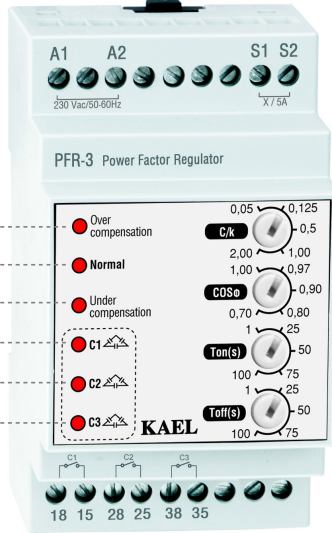 A1 A2 S1 S2
230 Vac/50-60Hz X / 5A
PFR-3 Power Factor Regulator
Over
compensation
Normal
Under
compensation
C1
C2
C3
KAEL
0,05 0,125
C/k 0,5
2,00 1,00
1,00 0,97
COSφ 0,90
0,70 0,80
1 25
Ton(s) 50
100 75
1 25
Toff(s) 50
100 75
C1 C2 C3
18 15 28 25 38 35